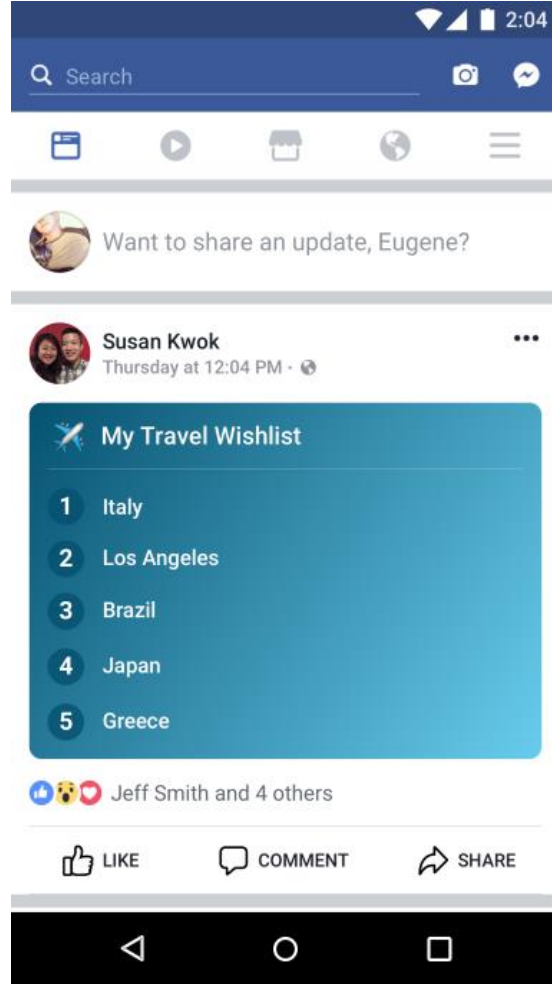 2:04
Search
Want to share an update, Eugene?
Susan Kwok
Thursday at 12:04 PM ·
My Travel Wishlist
1 Italy
2 Los Angeles
3 Brazil
4 Japan
5 Greece
Jeff Smith and 4 others
LIKE COMMENT SHARE